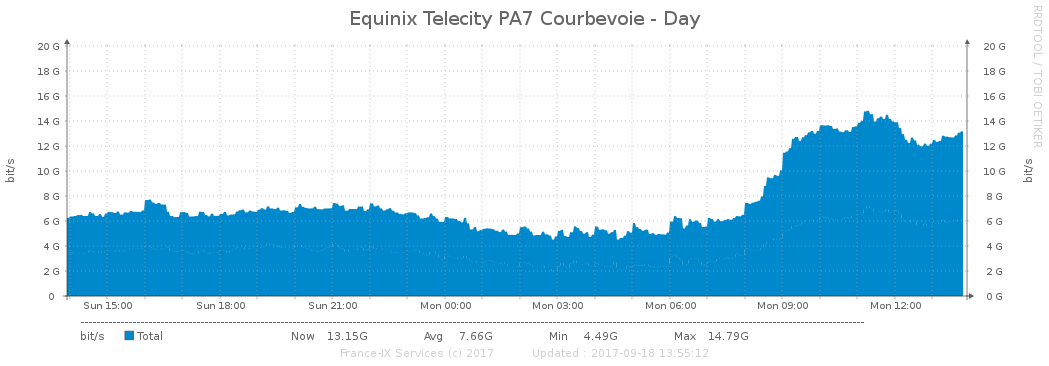 Equinix Telecity PA7 Courbevoie - Day
RRDTOOL / TOBI OETIKER
bit/s
bit/s
20 G 20 G
18 G 18 G
16 G 16 G
14 G 14 G
12 G 12 G
10 G 10 G
8 G 8 G
6 G 6 G
4 G 4 G
2 G 2 G
0 0 G
Sun 15:00 Sun 18:00 Sun 21:00 Mon 00:00 Mon 03:00 Mon 06:00 Mon 09:00 Mon 12:00
bit/s Total Now 13.15G Avg 7.66G Min 4.49G Max 14.79G
France-IX Services (c) 2017 Updated : 2017-09-18 13:55:12